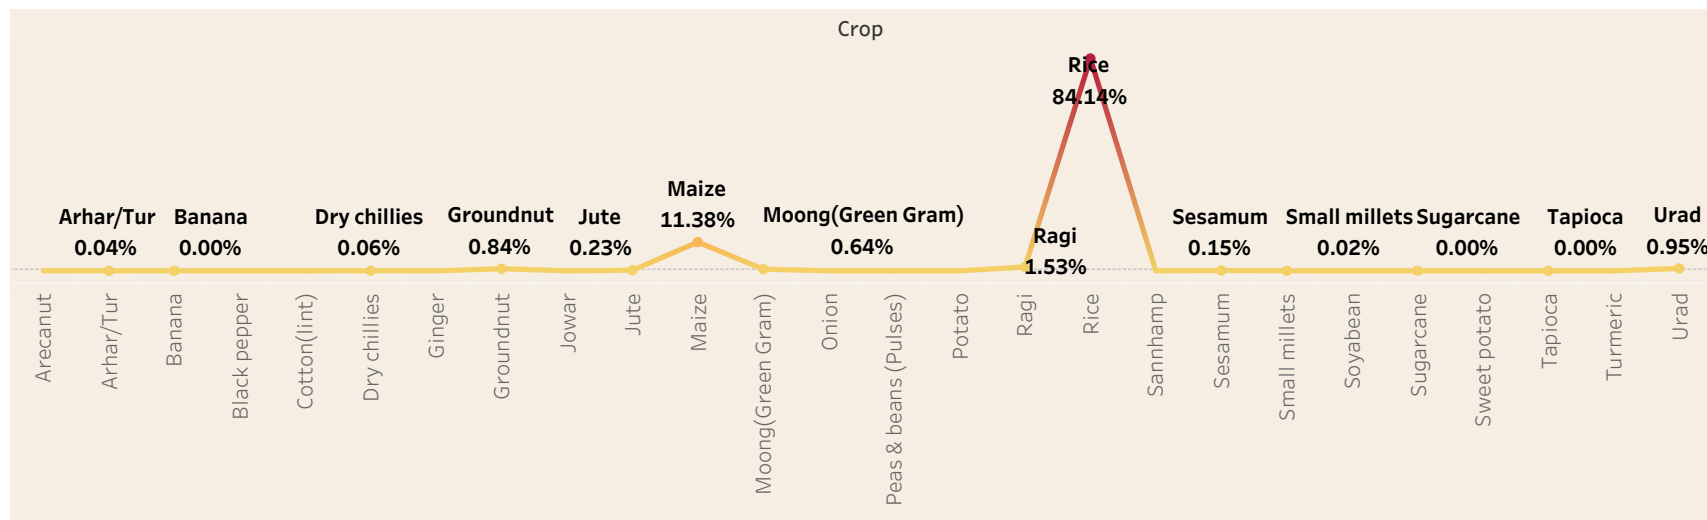 Crop
Rice
84.14%
Maize
11.38%
Arhar/Tur
0.04%
Banana
0.00%
Dry chillies
0.06%
Groundnut
0.84%
Jute
0.23%
Moong(Green Gram)
0.64%
Ragi
1.53%
Sesamum
0.15%
Small millets
0.02%
Sugarcane
0.00%
Tapioca
0.00%
Urad
0.95%
Arecanut
Arhar/Tur
Banana
Black pepper
Cotton(lint)
Dry chillies
Ginger
Groundnut
Jowar
Jute
Maize
Moong(Green Gram)
Onion
Peas & beans (Pulses)
Potato
Ragi
Rice
Sannhamp
Sesamum
Small millets
Soyabean
Sugarcane
Sweet potato
Tapioca
Turmeric
Urad